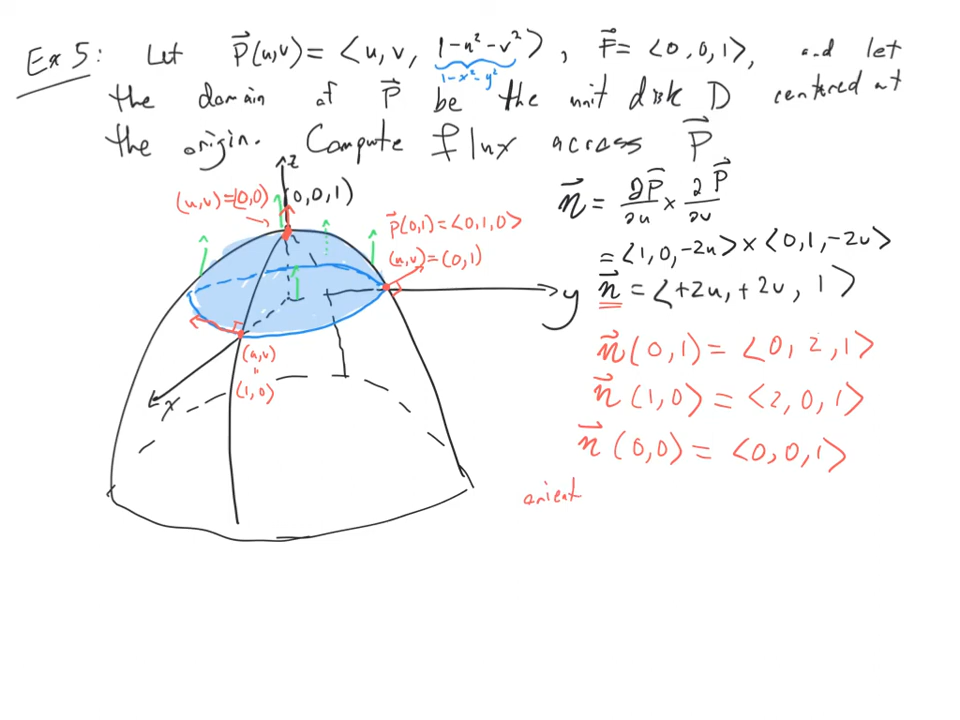 Ex 5: Let P⃗(u,v) = <u, v, 1-u²-v²>, F⃗ = <0, 0, 1>, and let
1-x²-y²
the domain of P⃗ be the unit disk D centered at
the origin. Compute flux across P⃗
z
(u,v)=(0,0) (0,0,1)
P⃗(0,1)=<0,1,0>
(u,v)=(0,1)
y
x
(u,v)
"
(1,0)
n⃗ = ∂P⃗/∂u × ∂P⃗/∂v
= <1,0,-2u> × <0,1,-2v>
n⃗ = <+2u, +2v, 1>
n⃗(0,1) = <0, 2, 1>
n⃗(1,0) = <2, 0, 1>
n⃗(0,0) = <0, 0, 1>
orient